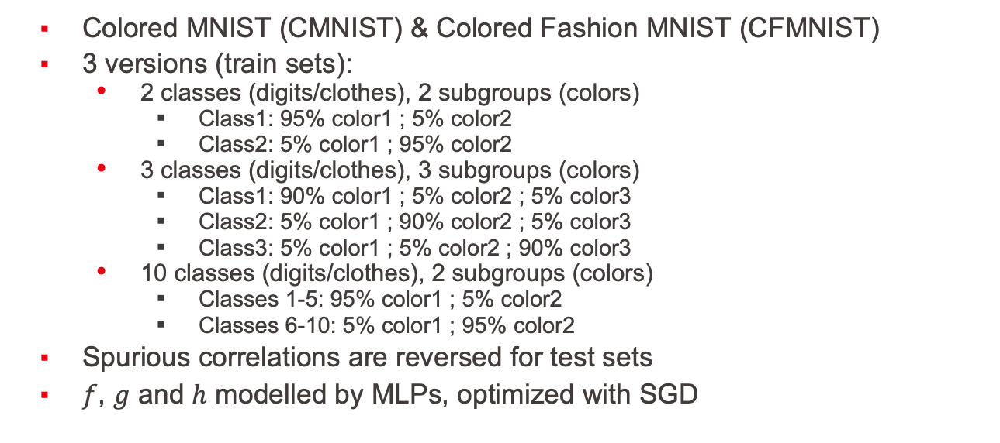 ▪ Colored MNIST (CMNIST) & Colored Fashion MNIST (CFMNIST)
▪ 3 versions (train sets):
• 2 classes (digits/clothes), 2 subgroups (colors)
▪ Class1: 95% color1 ; 5% color2
▪ Class2: 5% color1 ; 95% color2
• 3 classes (digits/clothes), 3 subgroups (colors)
▪ Class1: 90% color1 ; 5% color2 ; 5% color3
▪ Class2: 5% color1 ; 90% color2 ; 5% color3
▪ Class3: 5% color1 ; 5% color2 ; 90% color3
• 10 classes (digits/clothes), 2 subgroups (colors)
▪ Classes 1-5: 95% color1 ; 5% color2
▪ Classes 6-10: 5% color1 ; 95% color2
▪ Spurious correlations are reversed for test sets
▪ f, g and h modelled by MLPs, optimized with SGD